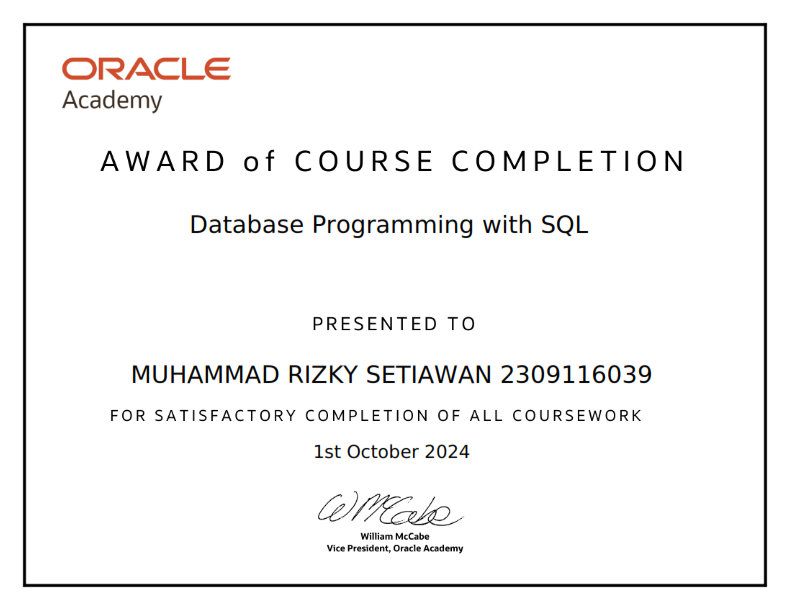 ORACLE
Academy
AWARD of COURSE COMPLETION
Database Programming with SQL
PRESENTED TO
MUHAMMAD RIZKY SETIAWAN 2309116039
FOR SATISFACTORY COMPLETION OF ALL COURSEWORK
1st October 2024
W McCabe
William McCabe
Vice President, Oracle Academy